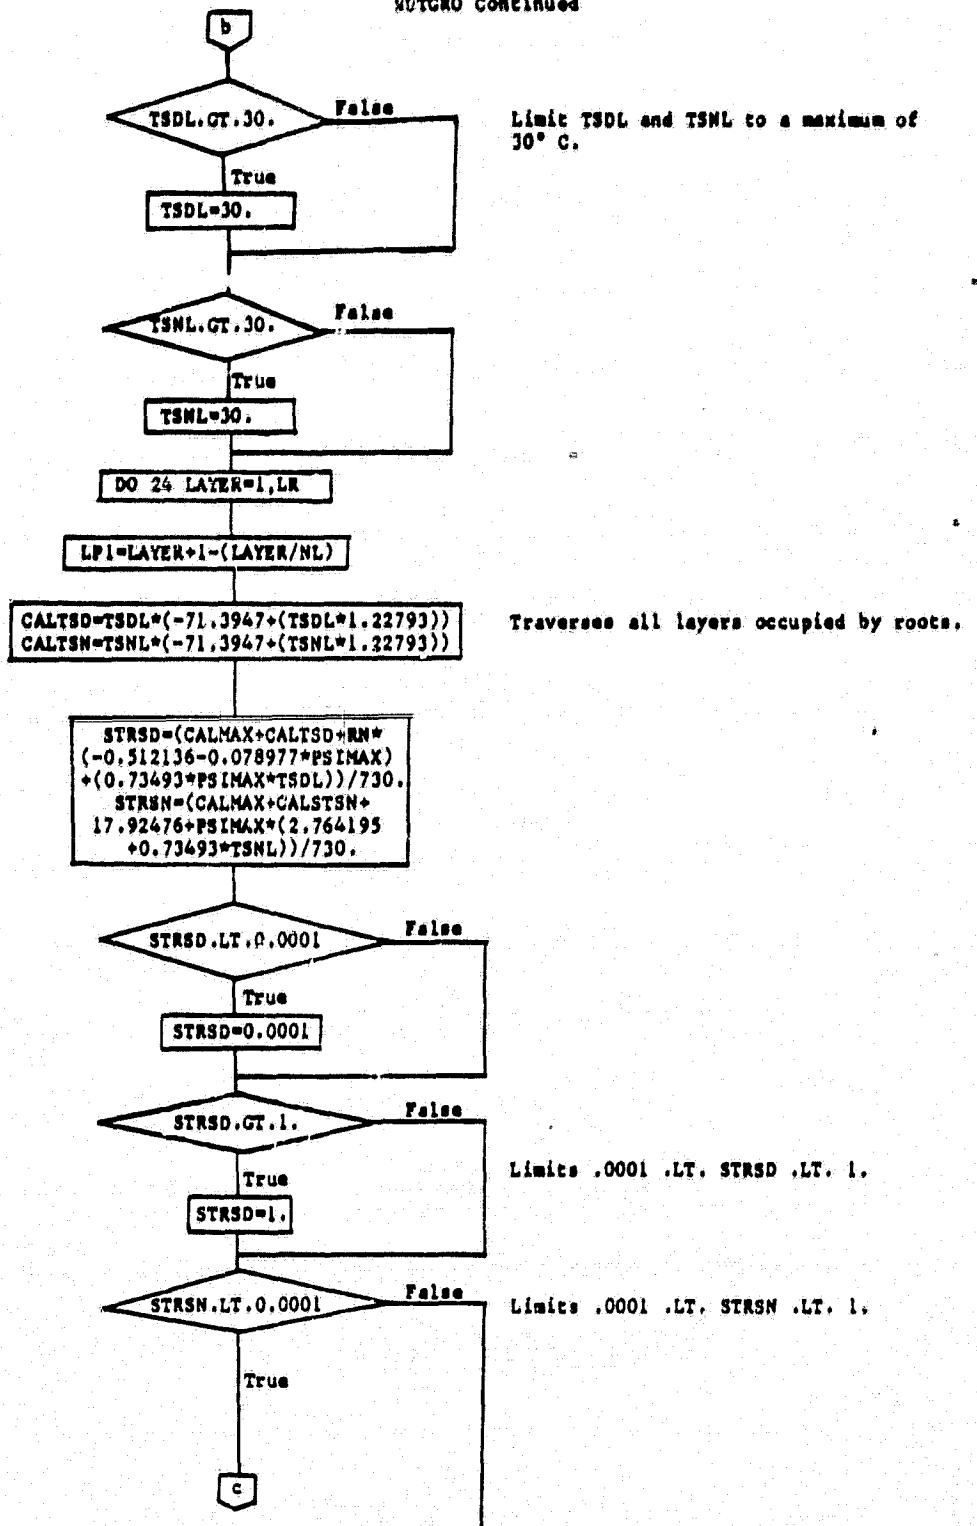 NUTGRO Continued
b
TSDL.GT.30.
False
Limit TSDL and TSNL to a maximum of
30° C.
True
TSDL=30.
TSNL.GT.30.
False
True
TSNL=30.
DO 24 LAYER=1,LR
LP1=LAYER+1-(LAYER/NL)
CALTSD=TSDL*(-71.3947+(TSDL*1.22793))
CALTSN=TSNL*(-71.3947+(TSNL*1.22793))
Traverses all layers occupied by roots.
STRSD=(CALMAX+CALTSD+RN*
(-0.512136-0.078977*PSIMAX)
+(0.73493*PSIMAX*TSDL))/730.
STRSN=(CALMAX+CALSTSN+
17.92476+PSIMAX*(2.764195
+0.73493*TSNL))/730.
STRSD.LT.0.0001
False
True
STRSD=0.0001
STRSD.GT.1.
False
Limits .0001 .LT. STRSD .LT. 1.
True
STRSD=1.
STRSN.LT.0.0001
False
Limits .0001 .LT. STRSN .LT. 1.
True
c